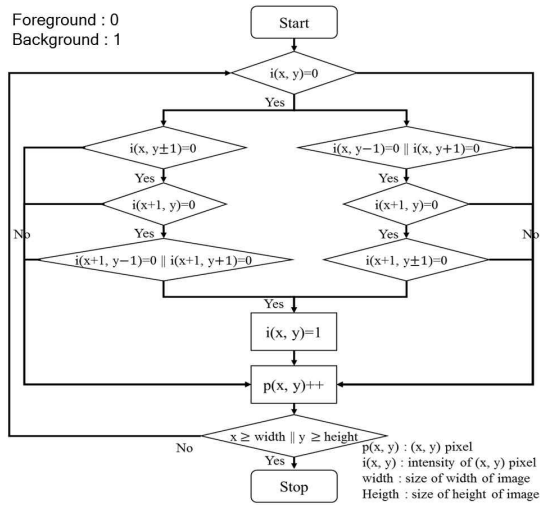 Foreground : 0
Background : 1
Start
i(x, y)=0
Yes
i(x, y±1)=0
i(x, y−1)=0 ∥ i(x, y+1)=0
Yes
Yes
i(x+1, y)=0
i(x+1, y)=0
No
Yes
Yes
No
i(x+1, y−1)=0 ∥ i(x+1, y+1)=0
i(x+1, y±1)=0
Yes
i(x, y)=1
p(x, y)++
x ≥ width ∥ y ≥ height
No
Yes
Stop
p(x, y) : (x, y) pixel
i(x, y) : intensity of (x, y) pixel
width : size of width of image
Heigth : size of height of image